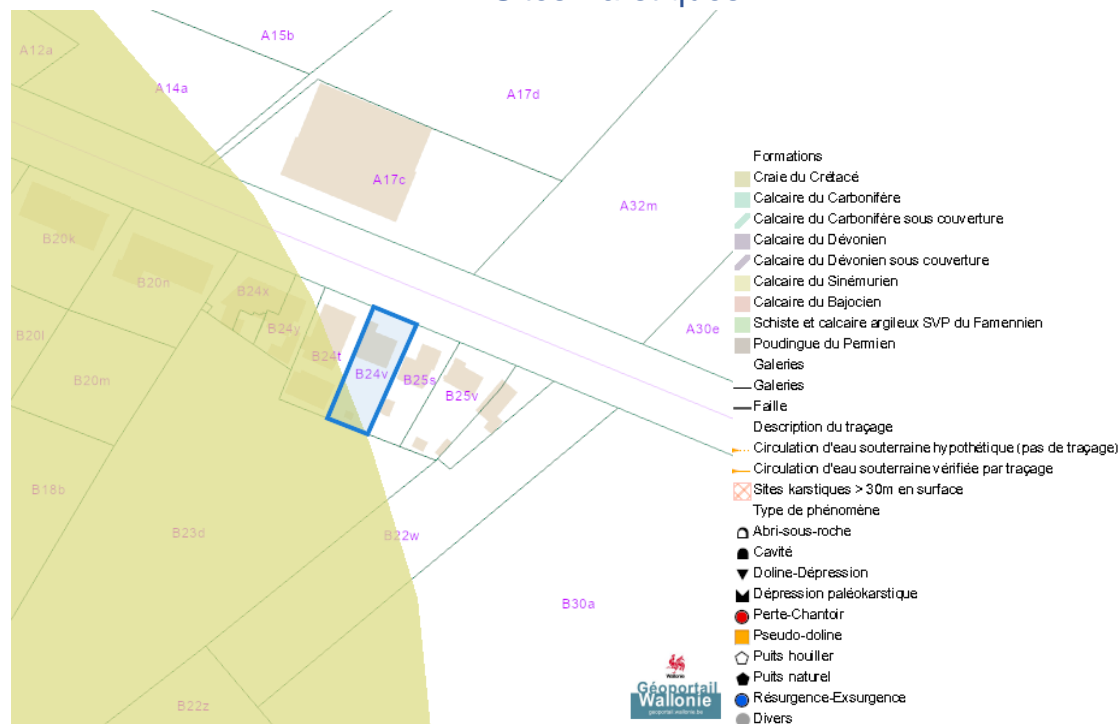 A15b
A12a
A14a
A17d
A17c
A32m
B20k
B20n
B24x
B24y
B24t
B24v
B25s
B25v
A30e
B20l
B20m
B18b
B23d
B22w
B30a
B22z
Formations
Craie du Crétacé
Calcaire du Carbonifère
Calcaire du Carbonifère sous couverture
Calcaire du Dévonien
Calcaire du Dévonien sous couverture
Calcaire du Sinémurien
Calcaire du Bajocien
Schiste et calcaire argileux SVP du Famennien
Poudingue du Permien
Galeries
Galeries
Faille
Description du traçage
Circulation d'eau souterraine hypothétique (pas de traçage)
Circulation d'eau souterraine vérifiée par traçage
Sites karstiques > 30m en surface
Type de phénomène
Abri-sous-roche
Cavité
Doline-Dépression
Dépression paléokarstique
Perte-Chantoir
Pseudo-doline
Puits houiller
Puits naturel
Résurgence-Exsurgence
Divers
Wallonie
Géoportail
Wallonie
geoportail.wallonie.be